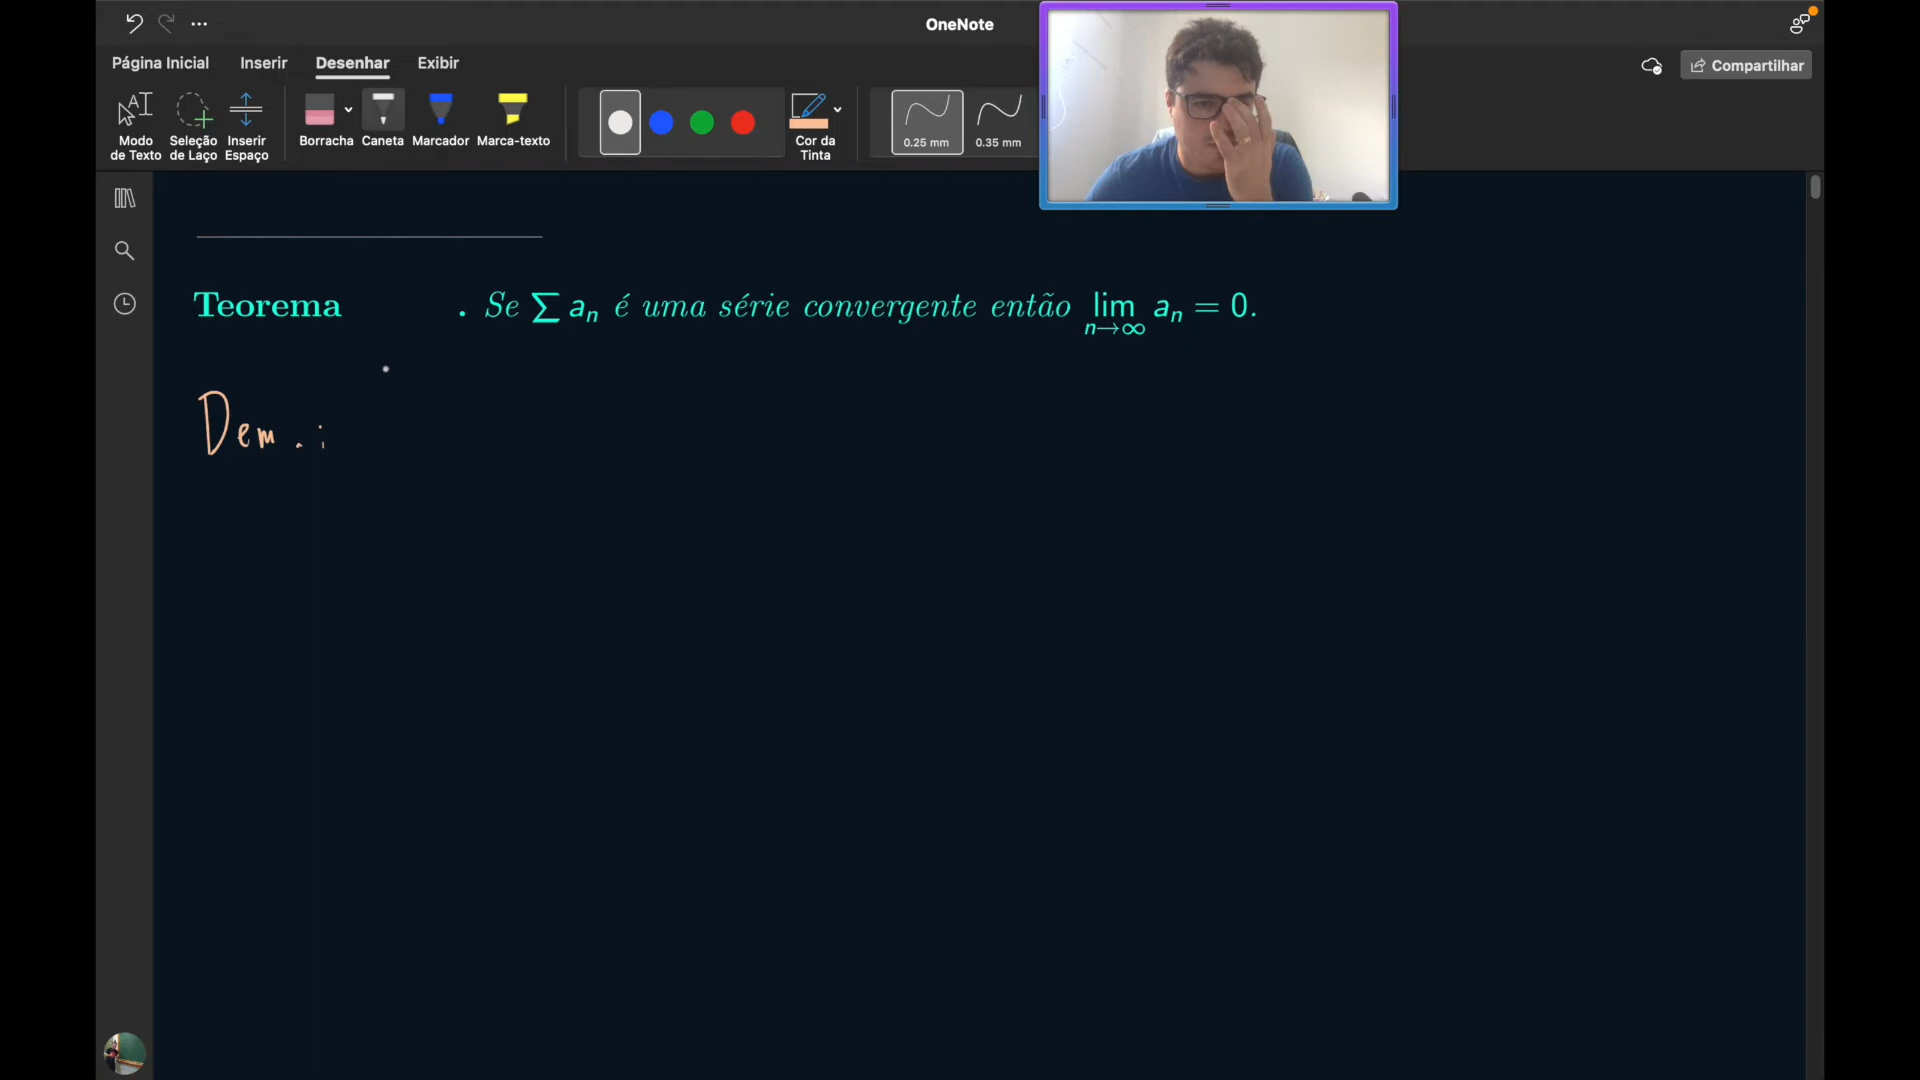 OneNote
Compartilhar
Página Inicial Inserir Desenhar Exibir
Modo de Texto
Seleção de Laço
Inserir Espaço
Borracha
Caneta
Marcador
Marca-texto
Cor da Tinta
0.25 mm
0.35 mm
Teorema . Se ∑ aₙ é uma série convergente então lim n→∞ aₙ = 0.
Dem. :